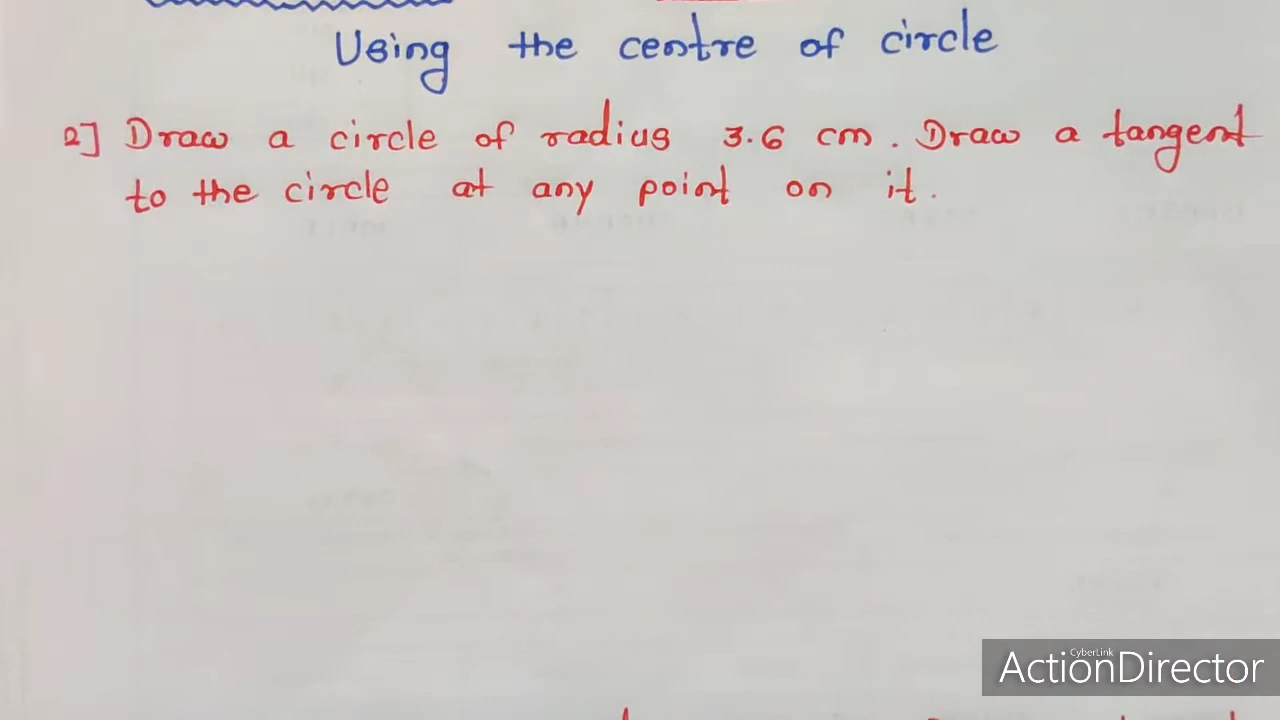 Using the centre of circle
2] Draw a circle of radius 3.6 cm. Draw a tangent
to the circle at any point on it.
CyberLink
ActionDirector